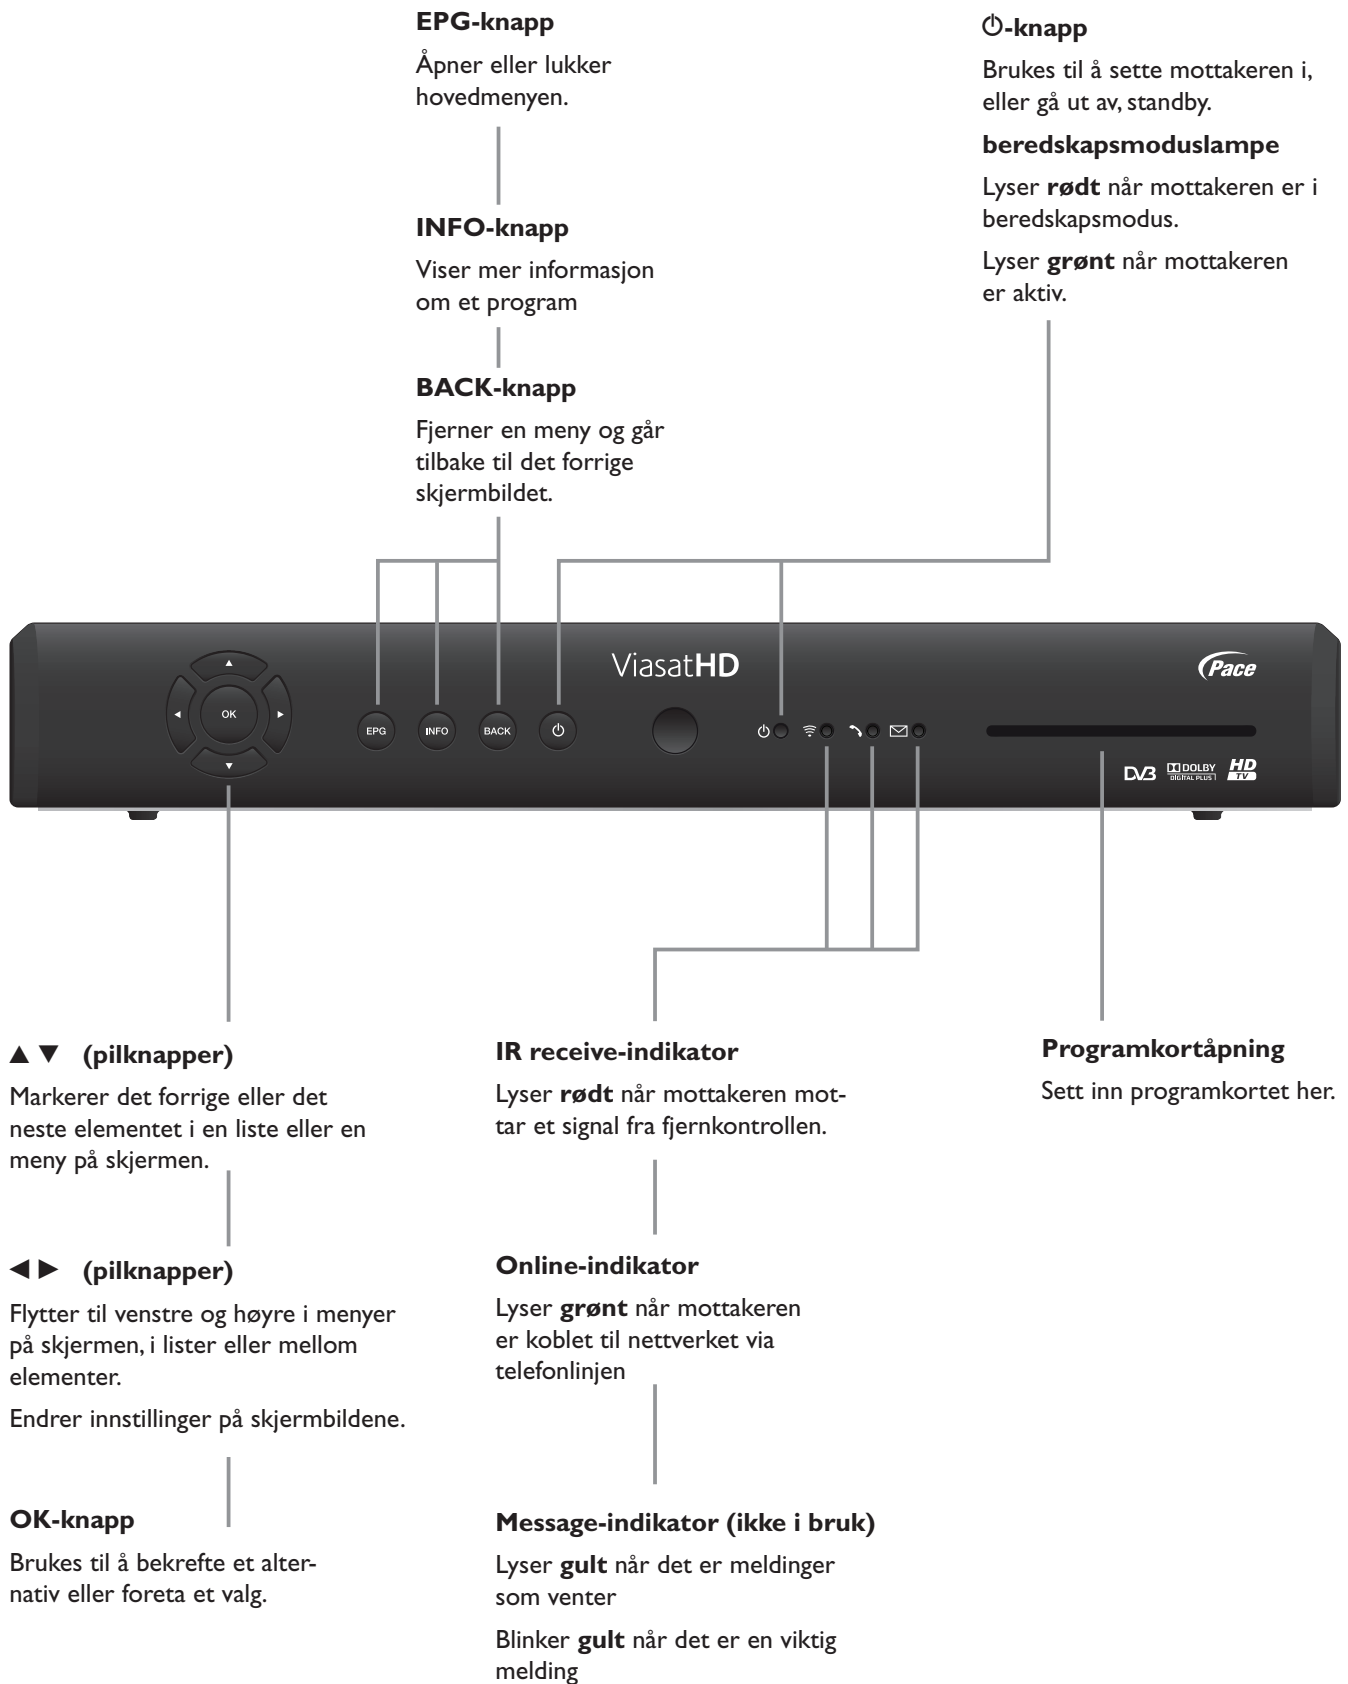 EPG-knapp
Åpner eller lukker
hovedmenyen.
INFO-knapp
Viser mer informasjon
om et program
BACK-knapp
Fjerner en meny og går
tilbake til det forrige
skjermbildet.
⏻-knapp
Brukes til å sette mottakeren i,
eller gå ut av, standby.
beredskapsmoduslampe
Lyser rødt når mottakeren er i
beredskapsmodus.
Lyser grønt når mottakeren
er aktiv.
ViasatHD
Pace
▲
◀ OK ▶
▼
EPG INFO BACK
DVB DOLBY HD
DIGITAL PLUS TV
▲ ▼ (pilknapper)
Markerer det forrige eller det
neste elementet i en liste eller en
meny på skjermen.
◀ ▶ (pilknapper)
Flytter til venstre og høyre i menyer
på skjermen, i lister eller mellom
elementer.
Endrer innstillinger på skjermbildene.
OK-knapp
Brukes til å bekrefte et alter-
nativ eller foreta et valg.
IR receive-indikator
Lyser rødt når mottakeren mot-
tar et signal fra fjernkontrollen.
Online-indikator
Lyser grønt når mottakeren
er koblet til nettverket via
telefonlinjen
Message-indikator (ikke i bruk)
Lyser gult når det er meldinger
som venter
Blinker gult når det er en viktig
melding
Programkortåpning
Sett inn programkortet her.